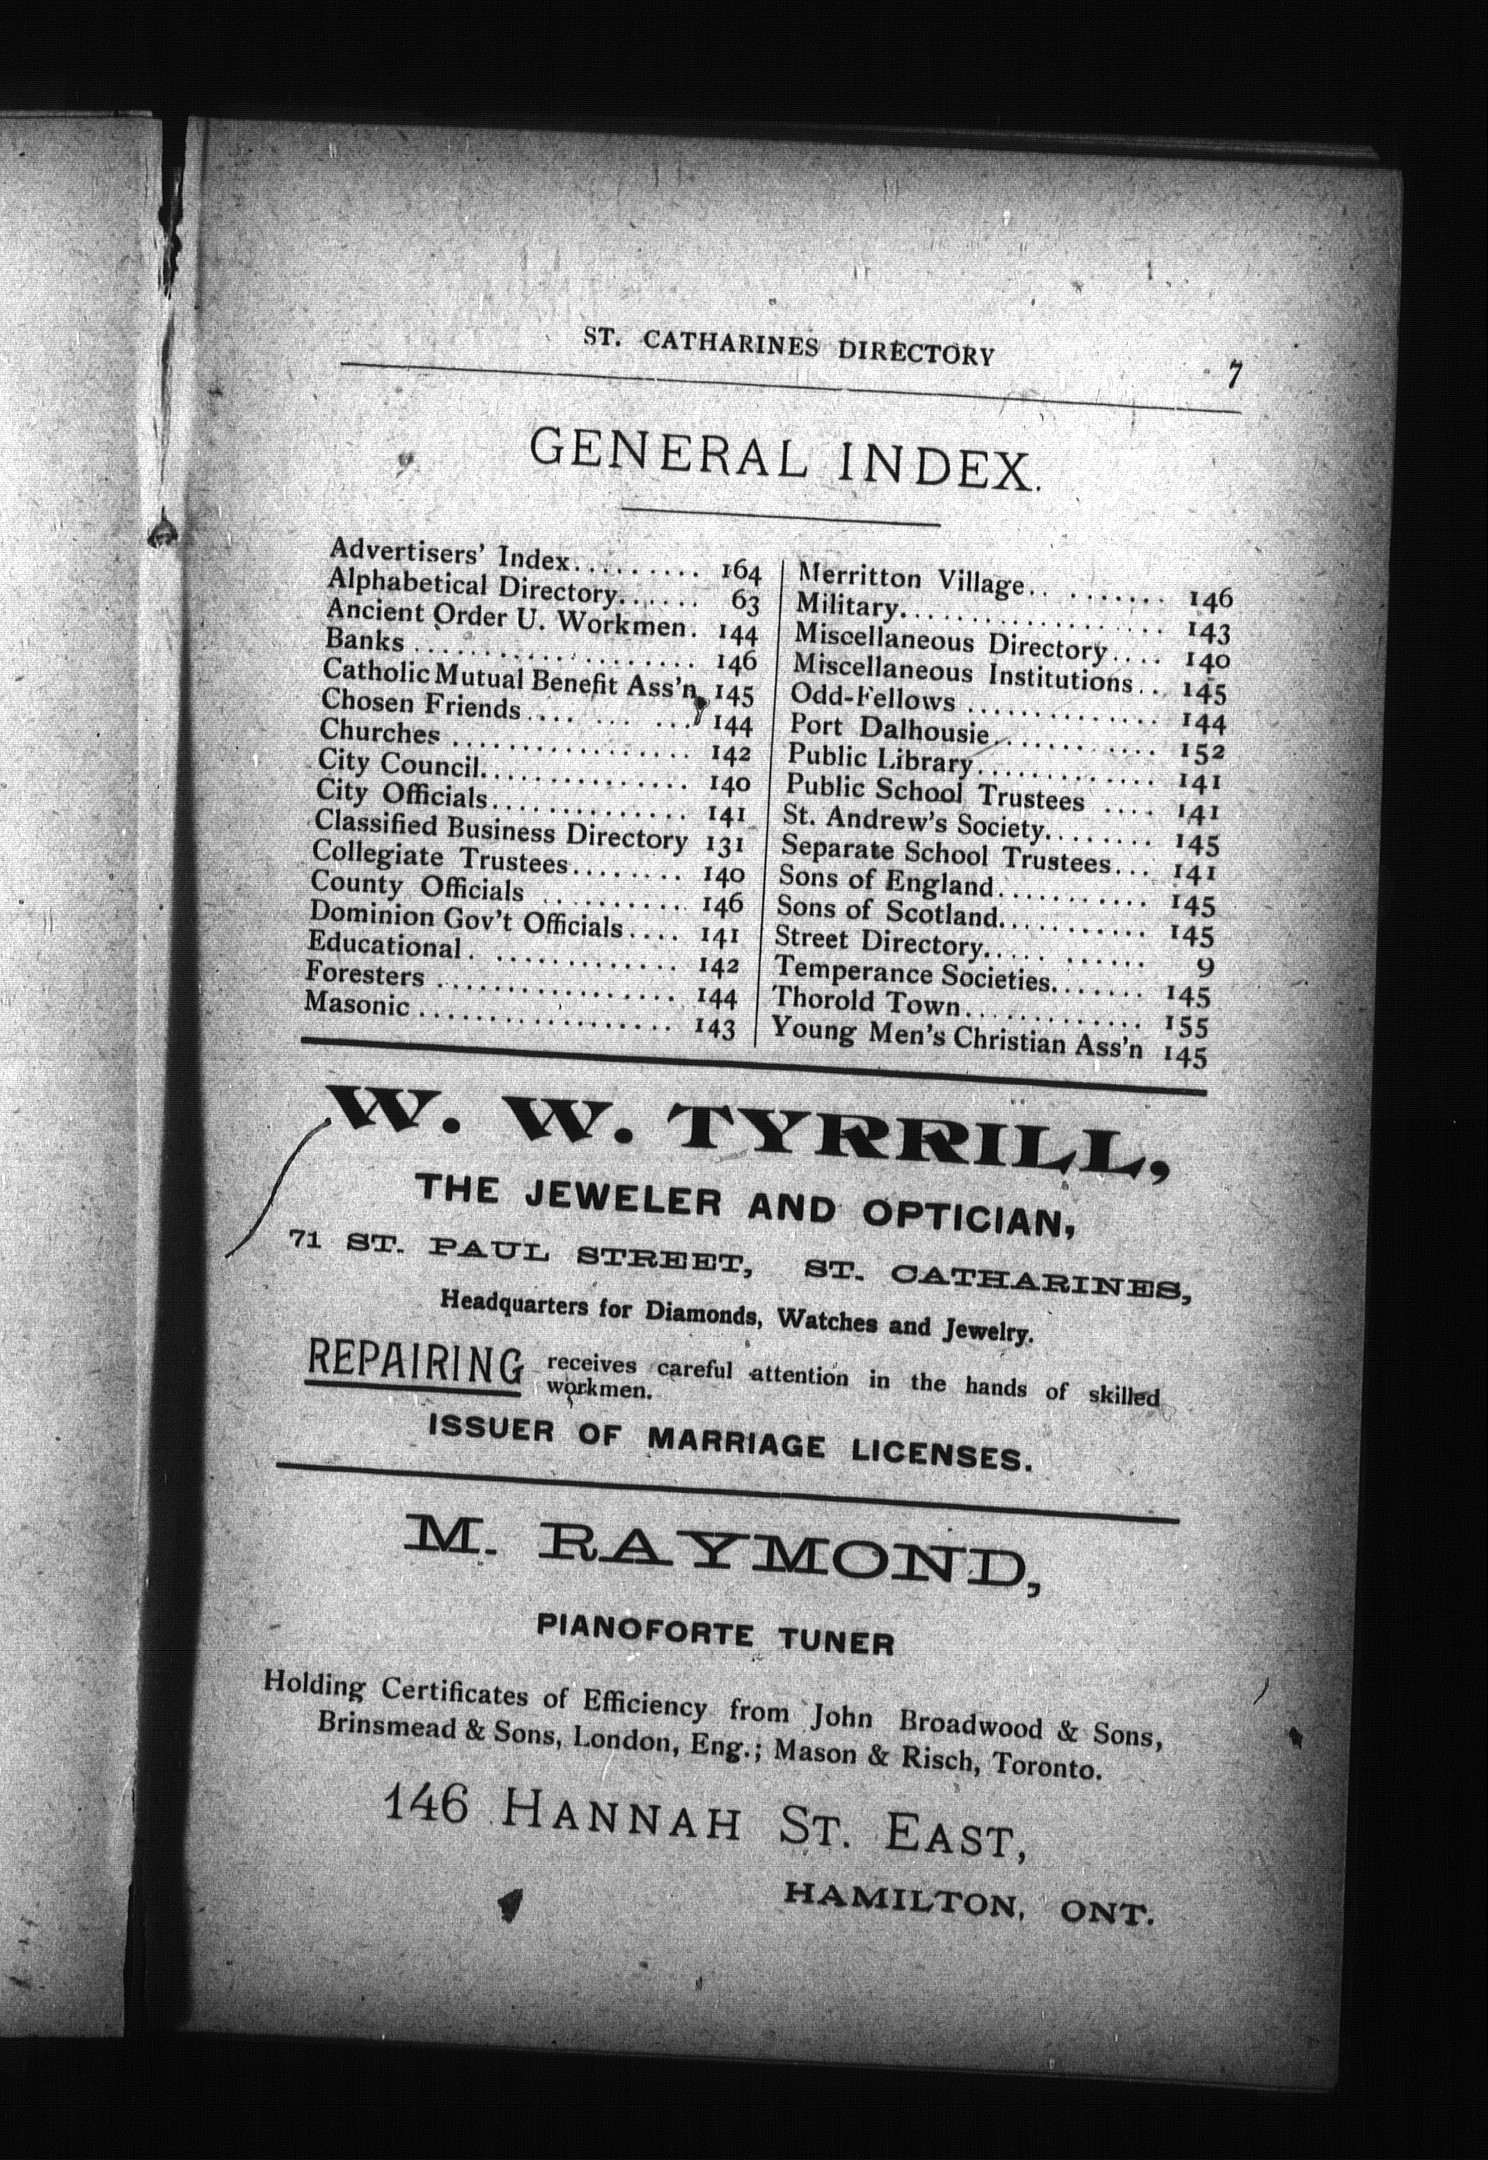 ST. CATHARINES DIRECTORY 7
GENERAL INDEX.
Advertisers' Index.......... 164
Alphabetical Directory...... 63
Ancient Order U. Workmen. 144
Banks .................... 146
Catholic Mutual Benefit Ass'n. 145
Chosen Friends.... ... ... 144
Churches .................. 142
City Council................ 140
City Officials............... 141
Classified Business Directory 131
Collegiate Trustees........ 140
County Officials ........... 146
Dominion Gov't Officials.... 141
Educational. .............. 142
Foresters .................. 144
Masonic ................... 143
Merritton Village.. ........ 146
Military.................... 143
Miscellaneous Directory.... 140
Miscellaneous Institutions... 145
Odd-Fellows ............... 144
Port Dalhousie............. 152
Public Library.............. 141
Public School Trustees .... 141
St. Andrew's Society........ 145
Separate School Trustees... 141
Sons of England........... 145
Sons of Scotland........... 145
Street Directory..... ...... 9
Temperance Societies....... 145
Thorold Town............. 155
Young Men's Christian Ass'n 145
W. W. TYRRILL,
THE JEWELER AND OPTICIAN,
71 ST. PAUL STREET, ST. CATHARINES,
Headquarters for Diamonds, Watches and Jewelry.
REPAIRING receives careful attention in the hands of skilled
workmen.
ISSUER OF MARRIAGE LICENSES.
M. RAYMOND,
PIANOFORTE TUNER
Holding Certificates of Efficiency from John Broadwood & Sons,
Brinsmead & Sons, London, Eng.; Mason & Risch, Toronto.
146 HANNAH ST. EAST,
HAMILTON, ONT.